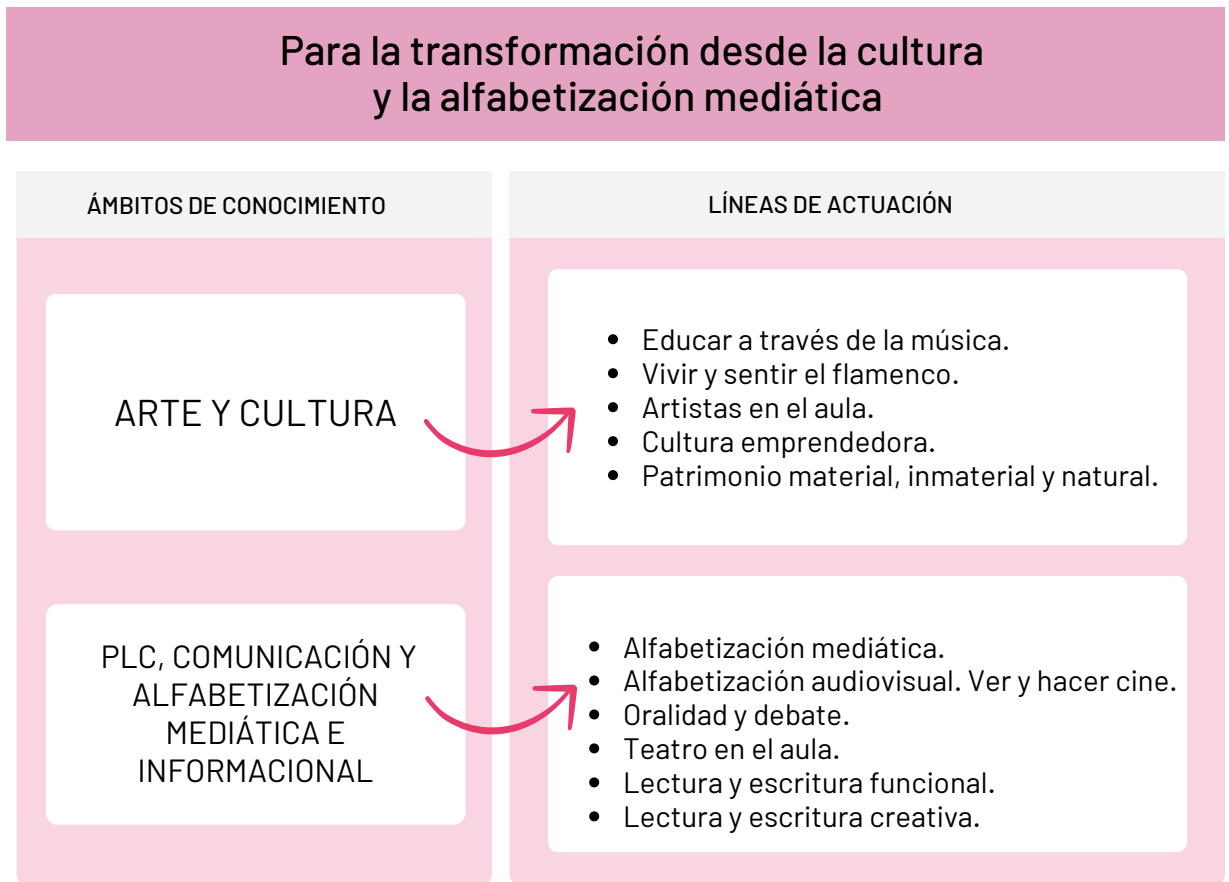 Para la transformación desde la cultura
y la alfabetización mediática
ÁMBITOS DE CONOCIMIENTO
LÍNEAS DE ACTUACIÓN
ARTE Y CULTURA
• Educar a través de la música.
• Vivir y sentir el flamenco.
• Artistas en el aula.
• Cultura emprendedora.
• Patrimonio material, inmaterial y natural.
PLC, COMUNICACIÓN Y
ALFABETIZACIÓN
MEDIÁTICA E
INFORMACIONAL
• Alfabetización mediática.
• Alfabetización audiovisual. Ver y hacer cine.
• Oralidad y debate.
• Teatro en el aula.
• Lectura y escritura funcional.
• Lectura y escritura creativa.